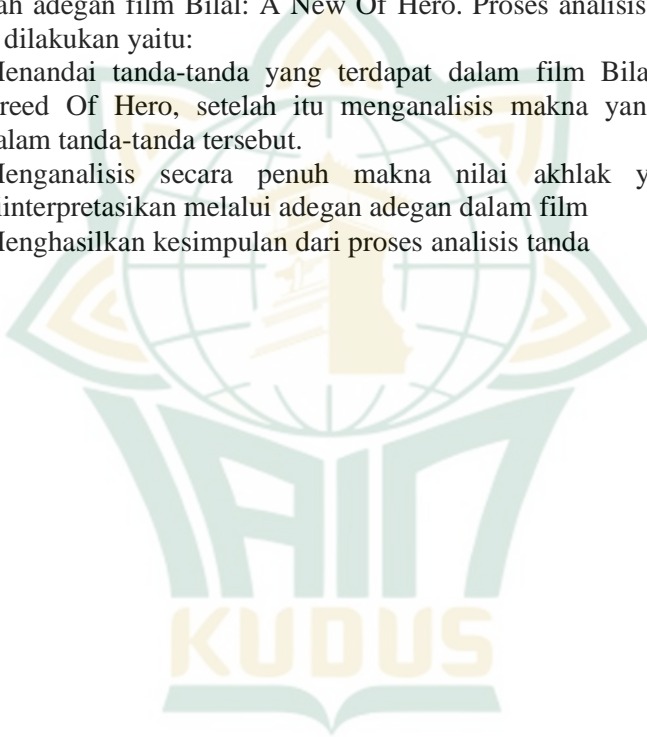 ah adegan film Bilal: A New Of Hero. Proses analisis
dilakukan yaitu:
Menandai tanda-tanda yang terdapat dalam film Bila
reed Of Hero, setelah itu menganalisis makna yan
alam tanda-tanda tersebut.
Menganalisis secara penuh makna nilai akhlak y
iinterpretasikan melalui adegan adegan dalam film
Menghasilkan kesimpulan dari proses analisis tanda
IAIN
KUDUS